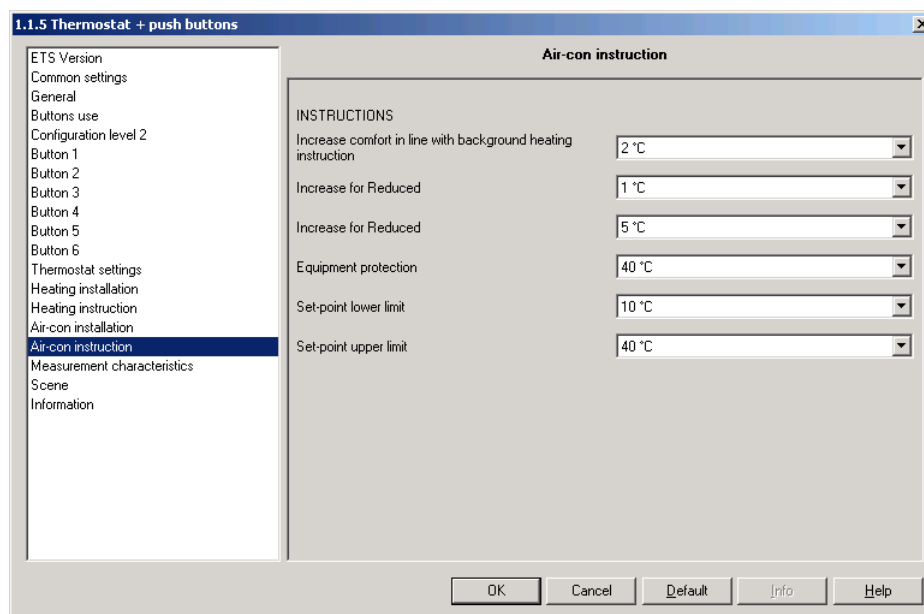 1.1.5 Thermostat + push buttons
ETS Version
Common settings
General
Buttons use
Configuration level 2
Button 1
Button 2
Button 3
Button 4
Button 5
Button 6
Thermostat settings
Heating installation
Heating instruction
Air-con installation
Air-con instruction
Measurement characteristics
Scene
Information
Air-con instruction
INSTRUCTIONS
Increase comfort in line with background heating
instruction
2 °C
Increase for Reduced
1 °C
Increase for Reduced
5 °C
Equipment protection
40 °C
Set-point lower limit
10 °C
Set-point upper limit
40 °C
OK Cancel Default Info Help